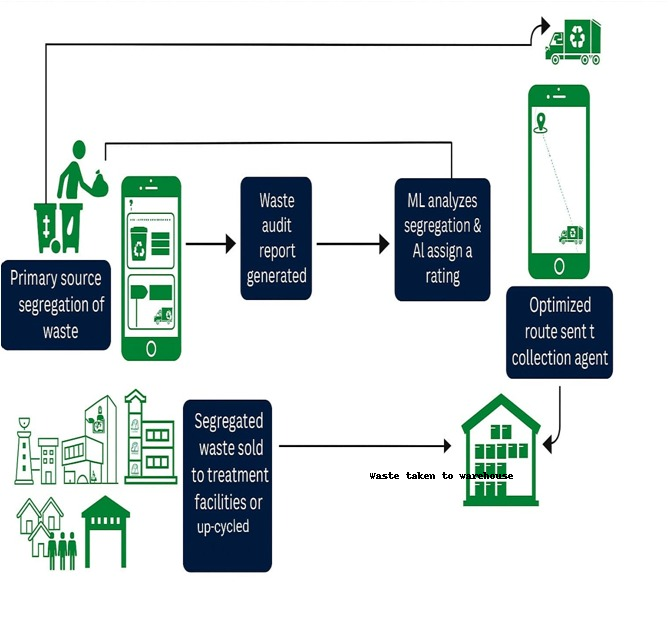 Waste
audit
report
generated
ML analyzes
segregation &
AI assign a
rating
Primary source
segregation of
waste
Optimized
route sent t
collection agent
Segregated
waste sold
to treatment
facilities or
up-cycled
Waste taken to warehouse